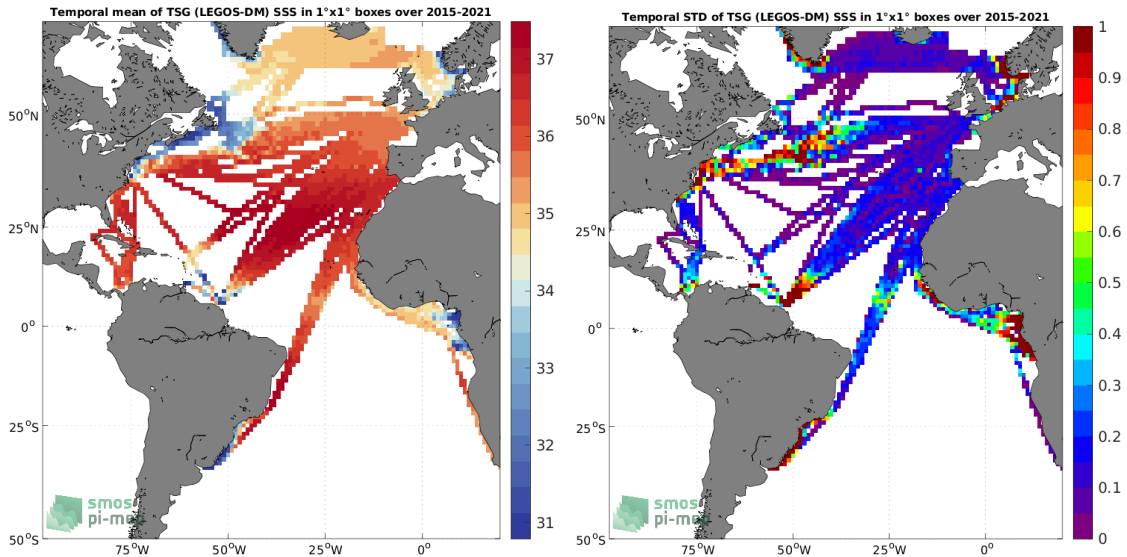 Temporal mean of TSG (LEGOS-DM) SSS in 1°x1° boxes over 2015-2021
50°N
25°N
0°
25°S
50°S
75°W
50°W
25°W
0°
37
36
35
34
33
32
31
smos
pi-mep
Temporal STD of TSG (LEGOS-DM) SSS in 1°x1° boxes over 2015-2021
50°N
25°N
0°
25°S
50°S
75°W
50°W
25°W
0°
1
0.9
0.8
0.7
0.6
0.5
0.4
0.3
0.2
0.1
0
smos
pi-mep